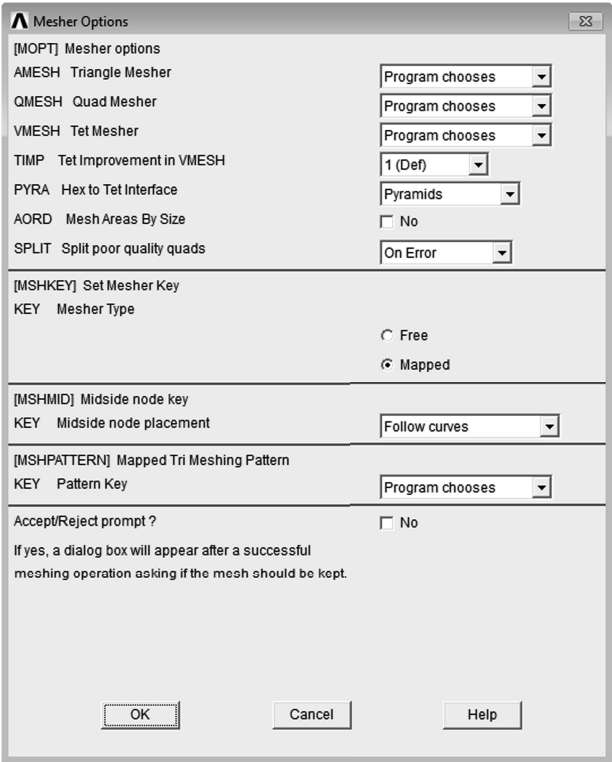 Mesher Options
[MOPT] Mesher options
AMESH Triangle Mesher Program chooses
QMESH Quad Mesher Program chooses
VMESH Tet Mesher Program chooses
TIMP Tet Improvement in VMESH 1 (Def)
PYRA Hex to Tet Interface Pyramids
AORD Mesh Areas By Size No
SPLIT Split poor quality quads On Error
[MSHKEY] Set Mesher Key
KEY Mesher Type
Free
Mapped
[MSHMID] Midside node key
KEY Midside node placement Follow curves
[MSHPATTERN] Mapped Tri Meshing Pattern
KEY Pattern Key Program chooses
Accept/Reject prompt ? No
If yes, a dialog box will appear after a successful
meshing operation asking if the mesh should be kept.
OK Cancel Help